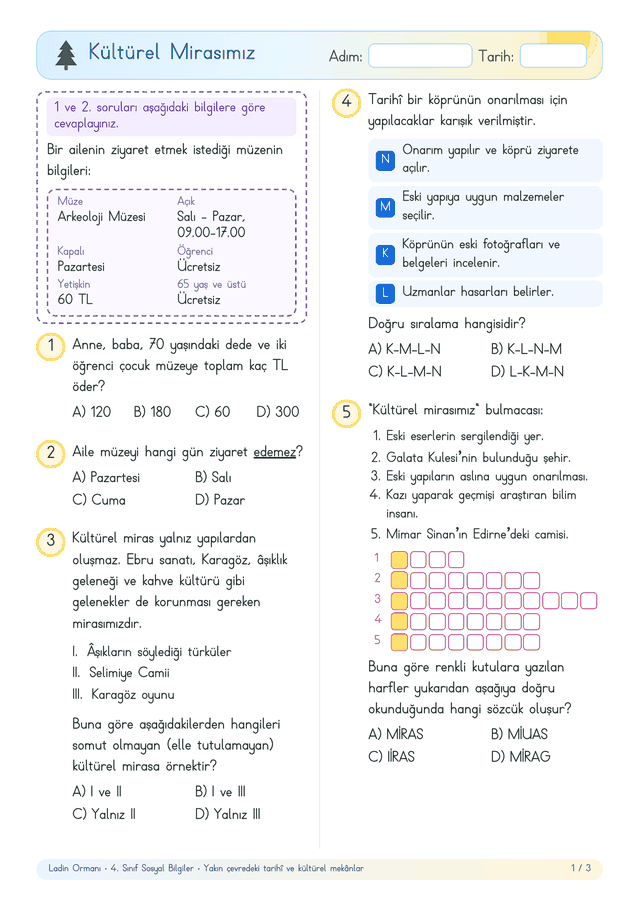 Kültürel Mirasımız
Adım:
Tarih:
1 ve 2. soruları aşağıdaki bilgilere göre
cevaplayınız.
Bir ailenin ziyaret etmek istediği müzenin
bilgileri:
Müze
Arkeoloji Müzesi
Açık
Salı - Pazar,
09.00-17.00
Kapalı
Pazartesi
Öğrenci
Ücretsiz
Yetişkin
60 TL
65 yaş ve üstü
Ücretsiz
1
Anne, baba, 70 yaşındaki dede ve iki
öğrenci çocuk müzeye toplam kaç TL
öder?
A) 120 B) 180 C) 60 D) 300
2
Aile müzeyi hangi gün ziyaret edemez?
A) Pazartesi B) Salı
C) Cuma D) Pazar
3
Kültürel miras yalnız yapılardan
oluşmaz. Ebru sanatı, Karagöz, âşıklık
geleneği ve kahve kültürü gibi
gelenekler de korunması gereken
mirasımızdır.
I. Âşıkların söylediği türküler
II. Selimiye Camii
III. Karagöz oyunu
Buna göre aşağıdakilerden hangileri
somut olmayan (elle tutulamayan)
kültürel mirasa örnektir?
A) I ve II B) I ve III
C) Yalnız II D) Yalnız III
4
Tarihî bir köprünün onarılması için
yapılacaklar karışık verilmiştir.
N
Onarım yapılır ve köprü ziyarete
açılır.
M
Eski yapıya uygun malzemeler
seçilir.
K
Köprünün eski fotoğrafları ve
belgeleri incelenir.
L
Uzmanlar hasarları belirler.
Doğru sıralama hangisidir?
A) K-M-L-N B) K-L-N-M
C) K-L-M-N D) L-K-M-N
5
"Kültürel mirasımız" bulmacası:
1. Eski eserlerin sergilendiği yer.
2. Galata Kulesi'nin bulunduğu şehir.
3. Eski yapıların aslına uygun onarılması.
4. Kazı yaparak geçmişi araştıran bilim
insanı.
5. Mimar Sinan'ın Edirne'deki camisi.
1
2
3
4
5
Buna göre renkli kutulara yazılan
harfler yukarıdan aşağıya doğru
okunduğunda hangi sözcük oluşur?
A) MİRAS B) MİUAS
C) IİRAS D) MİRAG
Ladin Ormanı · 4. Sınıf Sosyal Bilgiler · Yakın çevredeki tarihî ve kültürel mekânlar
1 / 3